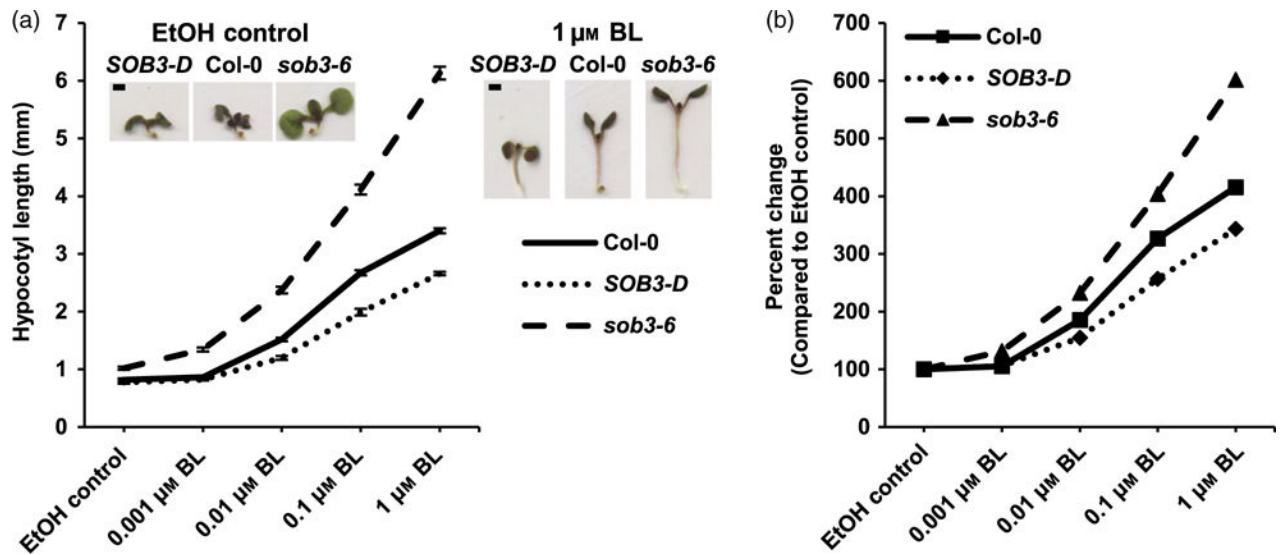 (a)
Hypocotyl length (mm)
7
6
5
4
3
2
1
0
EtOH control
SOB3-D Col-0 sob3-6
1 μM BL
SOB3-D Col-0 sob3-6
Col-0
SOB3-D
sob3-6
EtOH control
0.001 μM BL
0.01 μM BL
0.1 μM BL
1 μM BL
(b)
Percent change
(Compared to EtOH control)
700
600
500
400
300
200
100
0
Col-0
SOB3-D
sob3-6
EtOH control
0.001 μM BL
0.01 μM BL
0.1 μM BL
1 μM BL